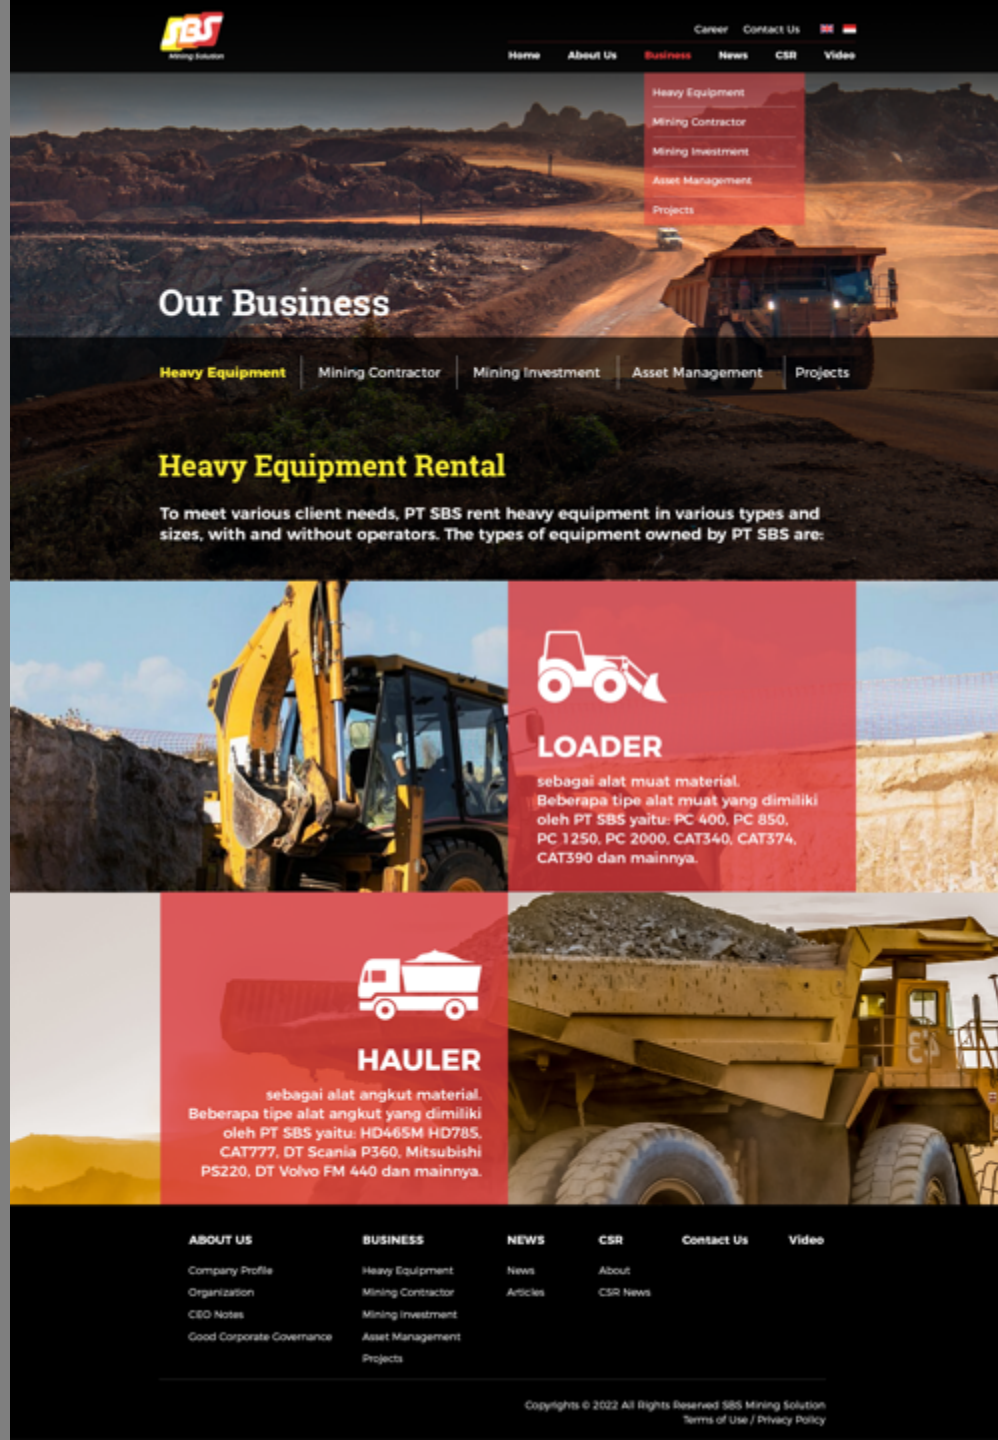 SBS
Mining Solution
Career Contact Us
Home About Us Business News CSR Video
Heavy Equipment
Mining Contractor
Mining Investment
Asset Management
Projects
Our Business
Heavy Equipment Mining Contractor Mining Investment Asset Management Projects
Heavy Equipment Rental
To meet various client needs, PT SBS rent heavy equipment in various types and
sizes, with and without operators. The types of equipment owned by PT SBS are:
LOADER
sebagai alat muat material.
Beberapa tipe alat muat yang dimiliki
oleh PT SBS yaitu: PC 400, PC 850,
PC 1250, PC 2000, CAT340, CAT374,
CAT390 dan mainnya.
HAULER
sebagai alat angkut material.
Beberapa tipe alat angkut yang dimiliki
oleh PT SBS yaitu: HD465M HD785,
CAT777, DT Scania P360, Mitsubishi
PS220, DT Volvo FM 440 dan mainnya.
ABOUT US
Company Profile
Organization
CEO Notes
Good Corporate Governance
BUSINESS
Heavy Equipment
Mining Contractor
Mining Investment
Asset Management
Projects
NEWS
News
Articles
CSR
About
CSR News
Contact Us
Video
Copyrights © 2022 All Rights Reserved SBS Mining Solution
Terms of Use / Privacy Policy